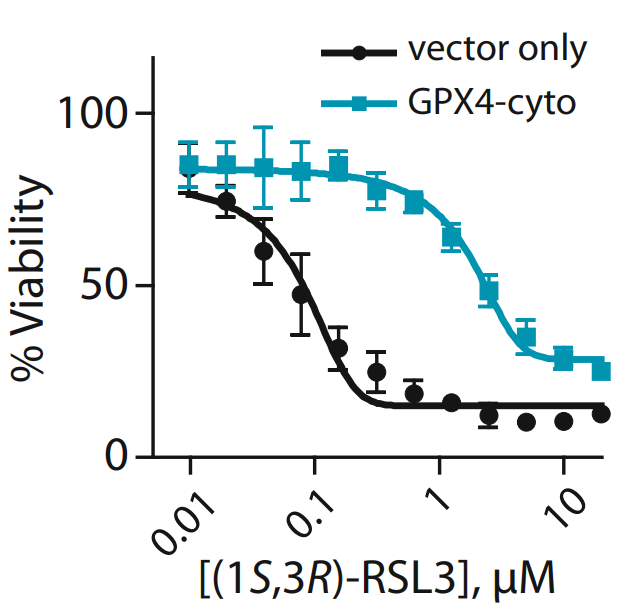 vector only
GPX4-cyto
100
50
0
% Viability
0.01
0.1
1
10
[(1S,3R)-RSL3], μM